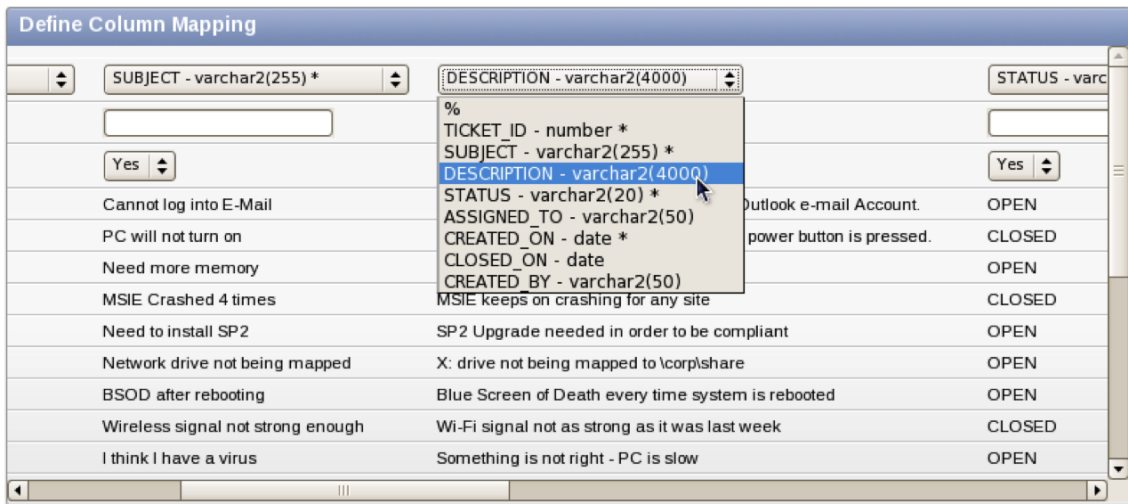 Define Column Mapping
SUBJECT - varchar2(255) * DESCRIPTION - varchar2(4000) STATUS - varc
%
TICKET_ID - number *
SUBJECT - varchar2(255) *
Yes Yes
DESCRIPTION - varchar2(4000)
STATUS - varchar2(20) *
Cannot log into E-Mail Outlook e-mail Account. OPEN
ASSIGNED_TO - varchar2(50)
PC will not turn on power button is pressed. CLOSED
CREATED_ON - date *
CLOSED_ON - date
Need more memory OPEN
CREATED_BY - varchar2(50)
MSIE Crashed 4 times MSIE keeps on crashing for any site CLOSED
Need to install SP2 SP2 Upgrade needed in order to be compliant OPEN
Network drive not being mapped X: drive not being mapped to \corp\share OPEN
BSOD after rebooting Blue Screen of Death every time system is rebooted OPEN
Wireless signal not strong enough Wi-Fi signal not as strong as it was last week CLOSED
I think I have a virus Something is not right - PC is slow OPEN